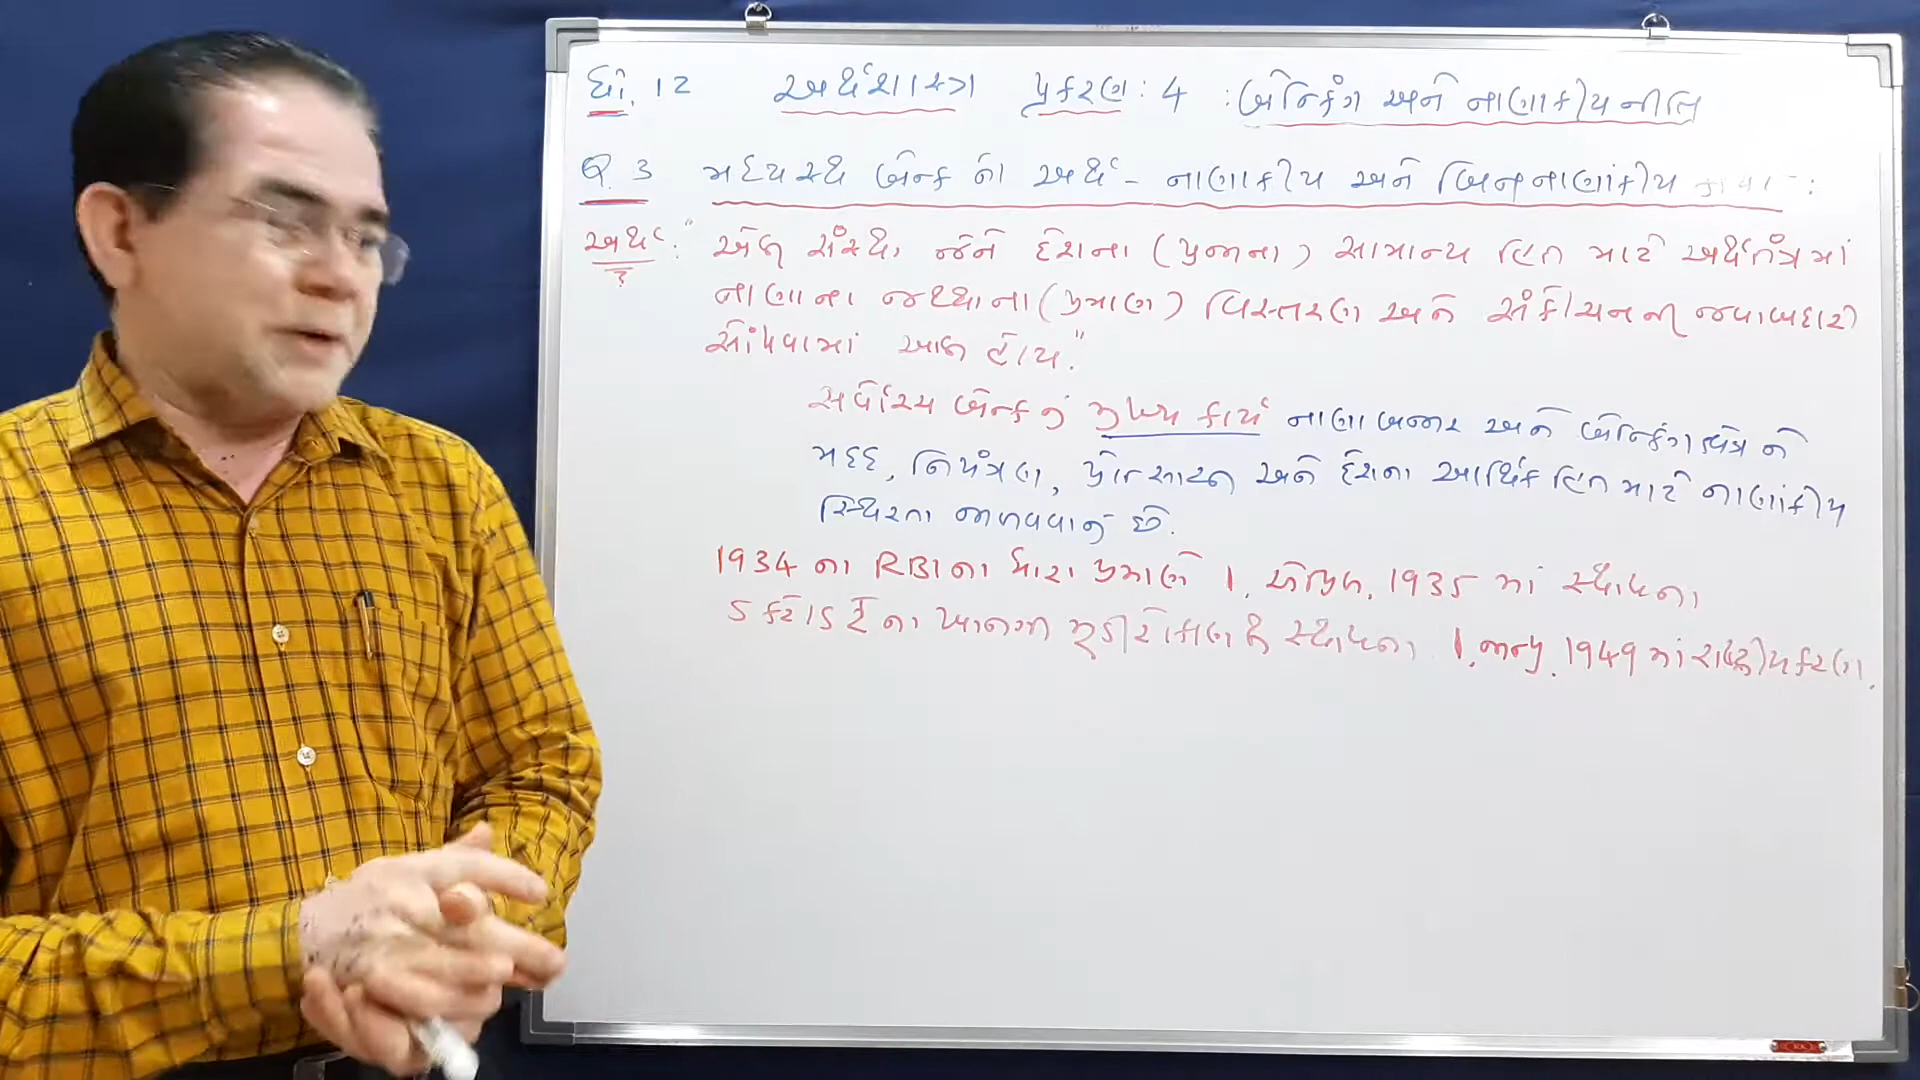 ધો. 12 અર્થશાસ્ત્ર પ્રકરણ : 4 : બેન્કિંગ અને નાણાકીય નીતિ
Q. 3 મધ્યસ્થ બેન્ક નો અર્થ - નાણાકીય અને બિનનાણાંકીય કાર્યો :
અર્થ : " એવી સંસ્થા જેને દેશના (પ્રજાના) સામાન્ય હિત માટે અર્થતંત્રમાં
નાણાના જથ્થાના (પ્રમાણ) વિસ્તરણ અને સંકોચનની જવાબદારી
સોંપવામાં આવી હોય."
સર્વોચ્ચ બેન્કનું મુખ્ય કાર્ય નાણાબજાર અને બેન્કિંગક્ષેત્ર ને
મદદ, નિયંત્રણ, પ્રોત્સાહન અને દેશના આર્થિક હિત માટે નાણાંકીય
સ્થિરતા જાળવવાનું છે.
1934 ના RBI ના ધારા પ્રમાણે 1, એપ્રિલ, 1935 માં સ્થાપના
5 કરોડ રૂ ના ખાનગી મૂડીરોકાણ થી સ્થાપના 1, જાન્યુ. 1949 માં રાષ્ટ્રીયકરણ.